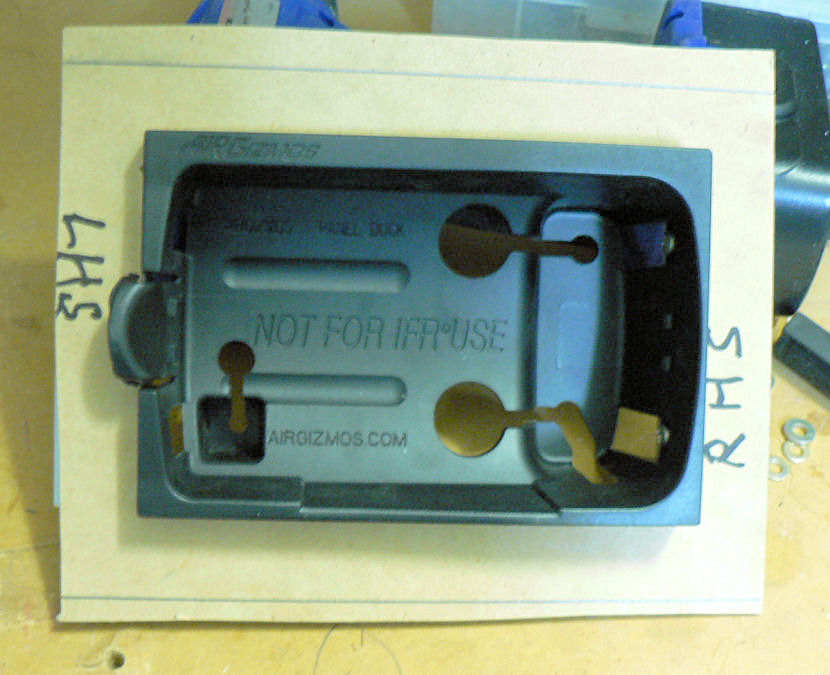 AIRGIZMOS
PANEL DOCK
NOT FOR IFR USE
AIRGIZMOS.COM
LHS
RHS